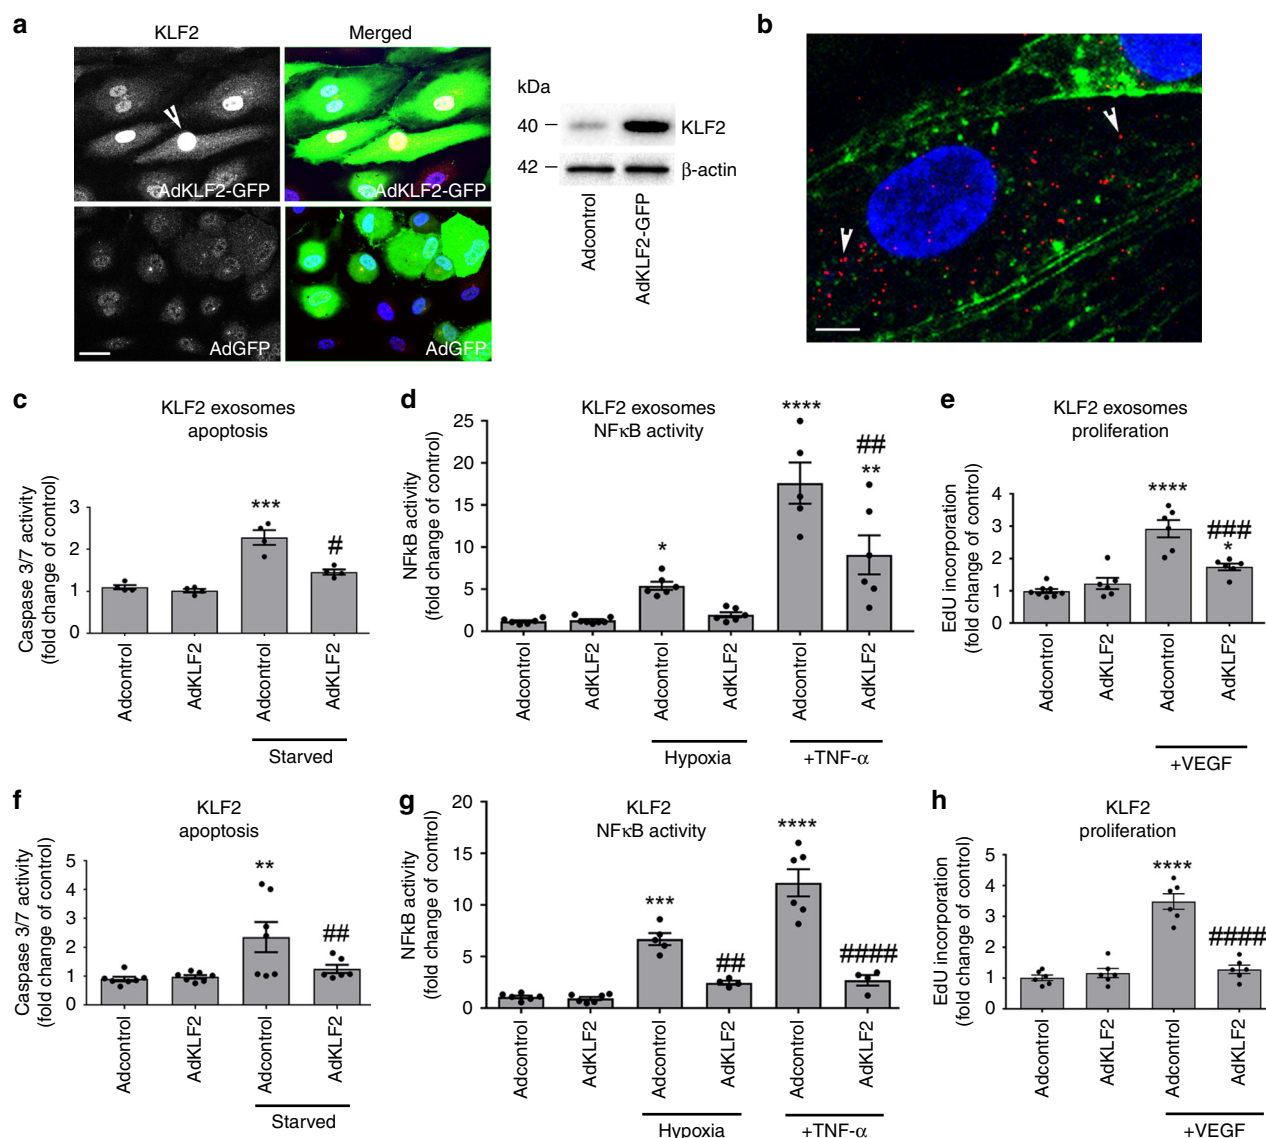 a
KLF2
Merged
AdKLF2-GFP
AdKLF2-GFP
AdGFP
AdGFP
kDa
40
KLF2
42
β-actin
Adcontrol
AdKLF2-GFP
b
c
KLF2 exosomes
apoptosis
Caspase 3/7 activity
(fold change of control)
3
2
1
0
***
#
Adcontrol
AdKLF2
Adcontrol
AdKLF2
Starved
d
KLF2 exosomes
NFκB activity
NFkB activity
(fold change of control)
25
20
15
10
5
0
*
****
##
**
Adcontrol
AdKLF2
Adcontrol
AdKLF2
Adcontrol
AdKLF2
Hypoxia
+TNF-α
e
KLF2 exosomes
proliferation
EdU incorporation
(fold change of control)
4
3
2
1
0
****
###
*
Adcontrol
AdKLF2
Adcontrol
AdKLF2
+VEGF
f
KLF2
apoptosis
Caspase 3/7 activity
(fold change of control)
5
4
3
2
1
0
**
##
Adcontrol
AdKLF2
Adcontrol
AdKLF2
Starved
g
KLF2
NFκB activity
NFkB activity
(fold change of control)
20
15
10
5
0
***
##
****
####
Adcontrol
AdKLF2
Adcontrol
AdKLF2
Adcontrol
AdKLF2
Hypoxia
+TNF-α
h
KLF2
proliferation
EdU incorporation
(fold change of control)
5
4
3
2
1
0
****
####
Adcontrol
AdKLF2
Adcontrol
AdKLF2
+VEGF